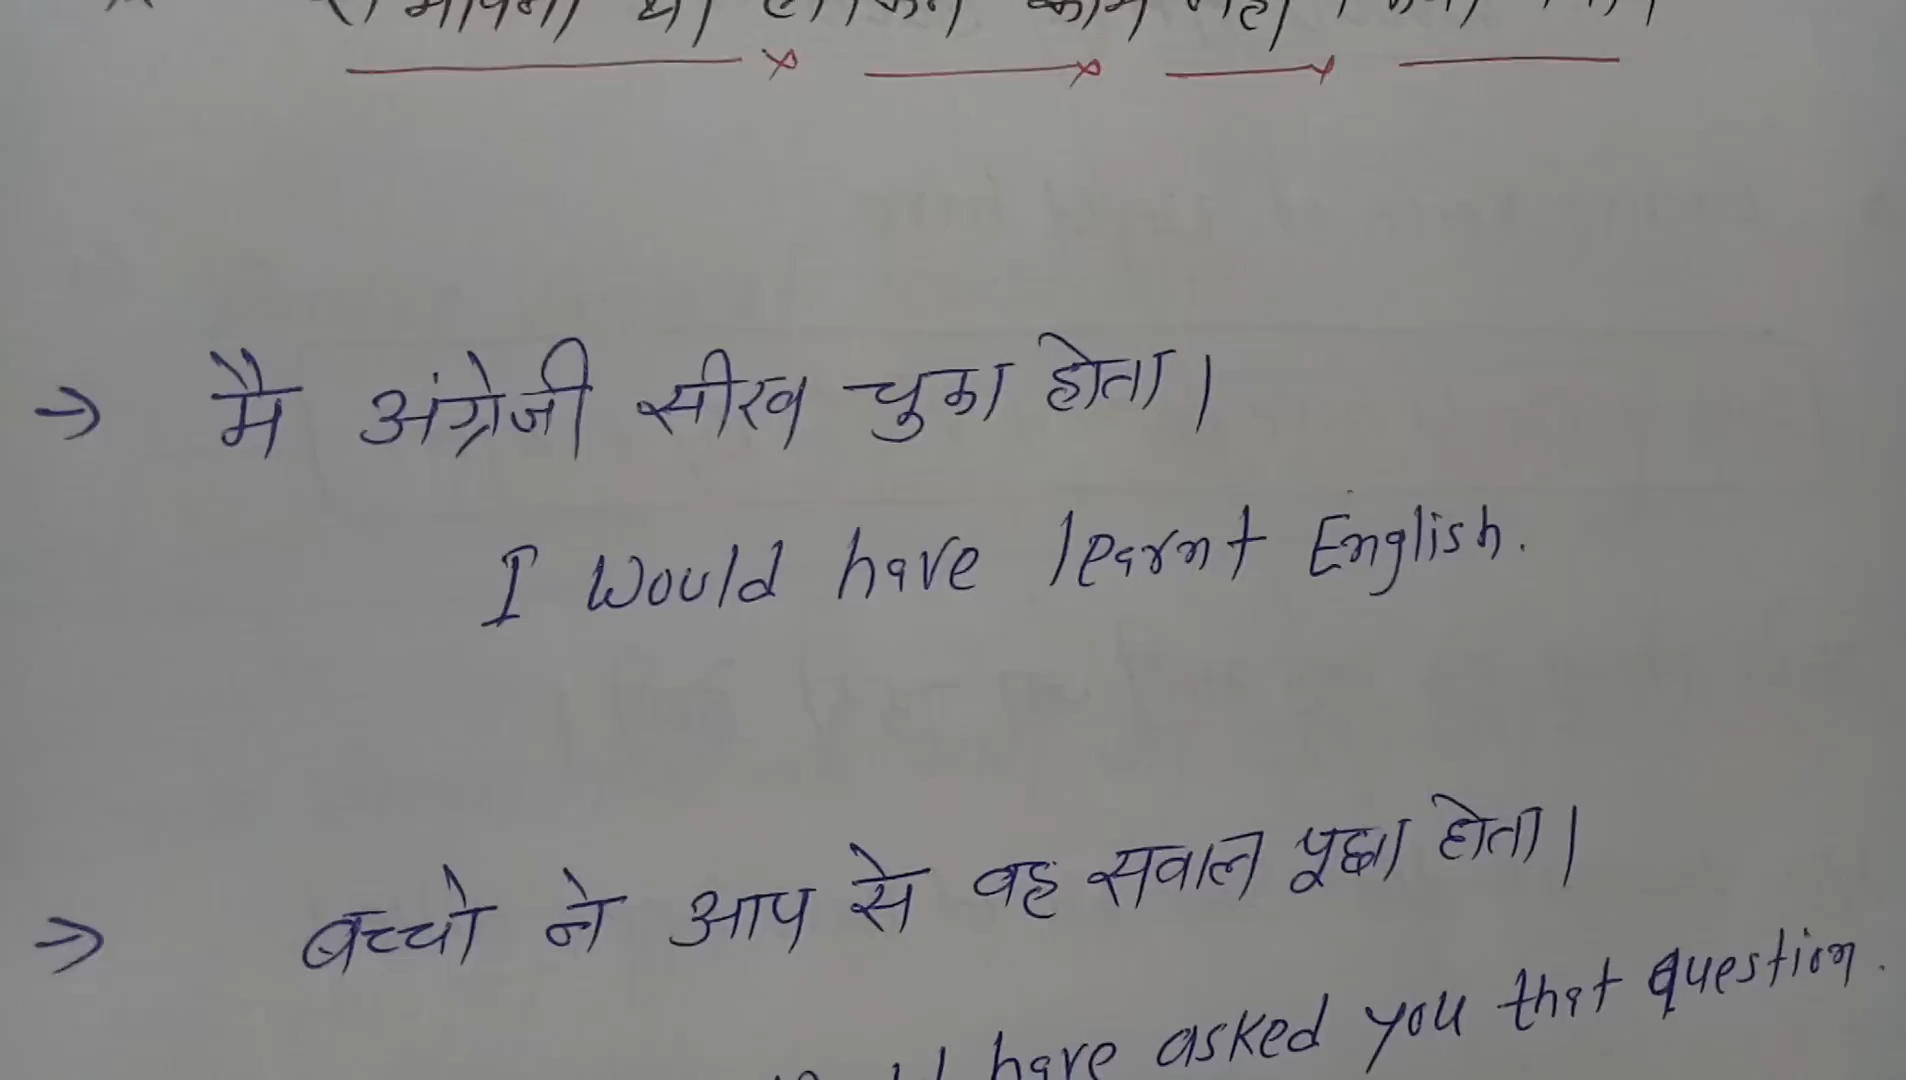 मै अंग्रेजी सीख चुका होता।
I would have learnt English.
बच्चो ने आप से वह सवाल पूछा होता।
have asked you that question.